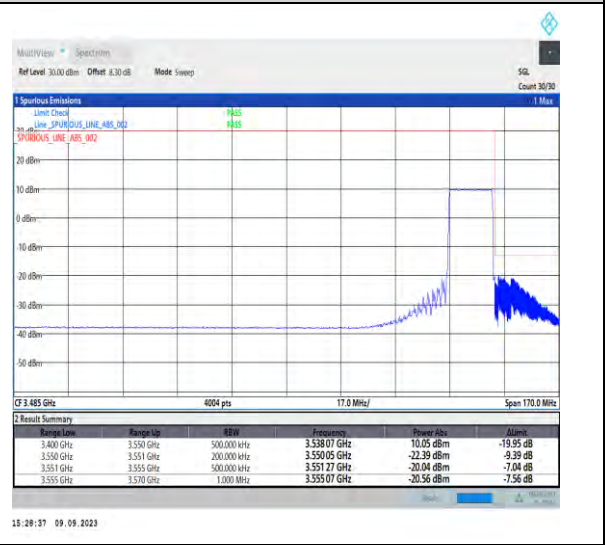 MultiView Spectrum
Ref Level 30.00 dBm Offset 8.30 dB Mode Sweep SGL
Count 30/30
1 Spurious Emissions 1 Max
Limit Check PASS
Line _SPURIOUS_LINE_ABS_002 PASS
SPURIOUS_LINE_ABS_002
20 dBm
10 dBm
0 dBm
-10 dBm
-20 dBm
-30 dBm
-40 dBm
-50 dBm
CF 3.485 GHz 4004 pts 17.0 MHz/ Span 170.0 MHz
2 Result Summary
Range Low Range Up RBW Frequency Power Abs ΔLimit
3.400 GHz 3.550 GHz 500.000 kHz 3.53807 GHz 10.05 dBm -19.95 dB
3.550 GHz 3.551 GHz 200.000 kHz 3.55005 GHz -22.39 dBm -9.39 dB
3.551 GHz 3.555 GHz 500.000 kHz 3.55127 GHz -20.04 dBm -7.04 dB
3.555 GHz 3.570 GHz 1.000 MHz 3.55507 GHz -20.56 dBm -7.56 dB
15:28:37 09.09.2023